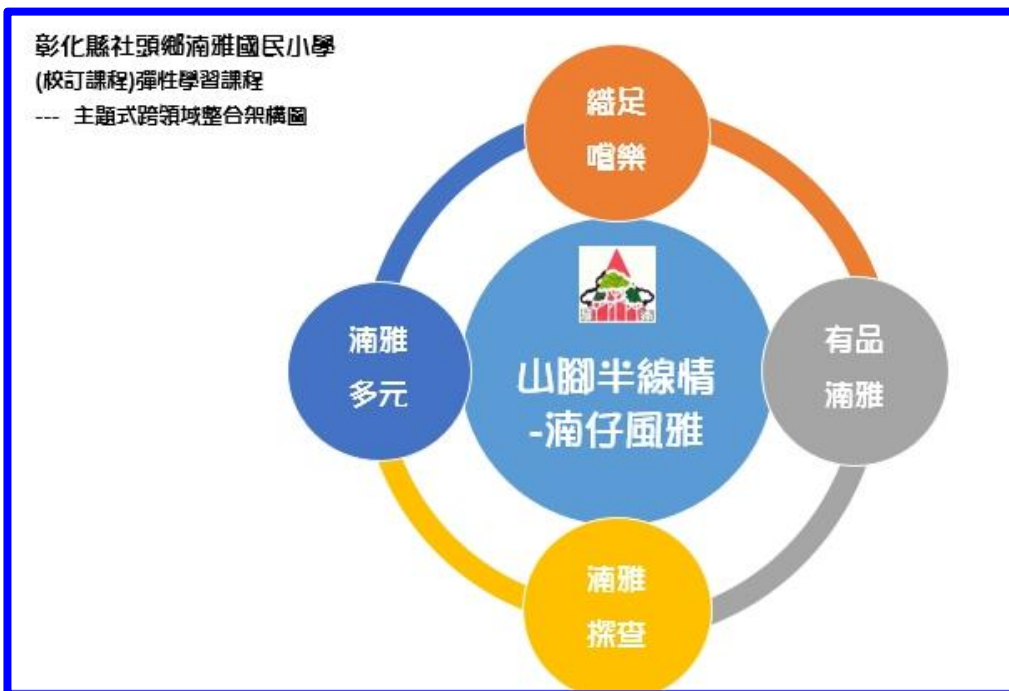 彰化縣社頭鄉湳雅國民小學
(校訂課程)彈性學習課程
--- 主題式跨領域整合架構圖
織足
嚐樂
湳雅
多元
山腳半線情
-湳仔風雅
有品
湳雅
湳雅
探查